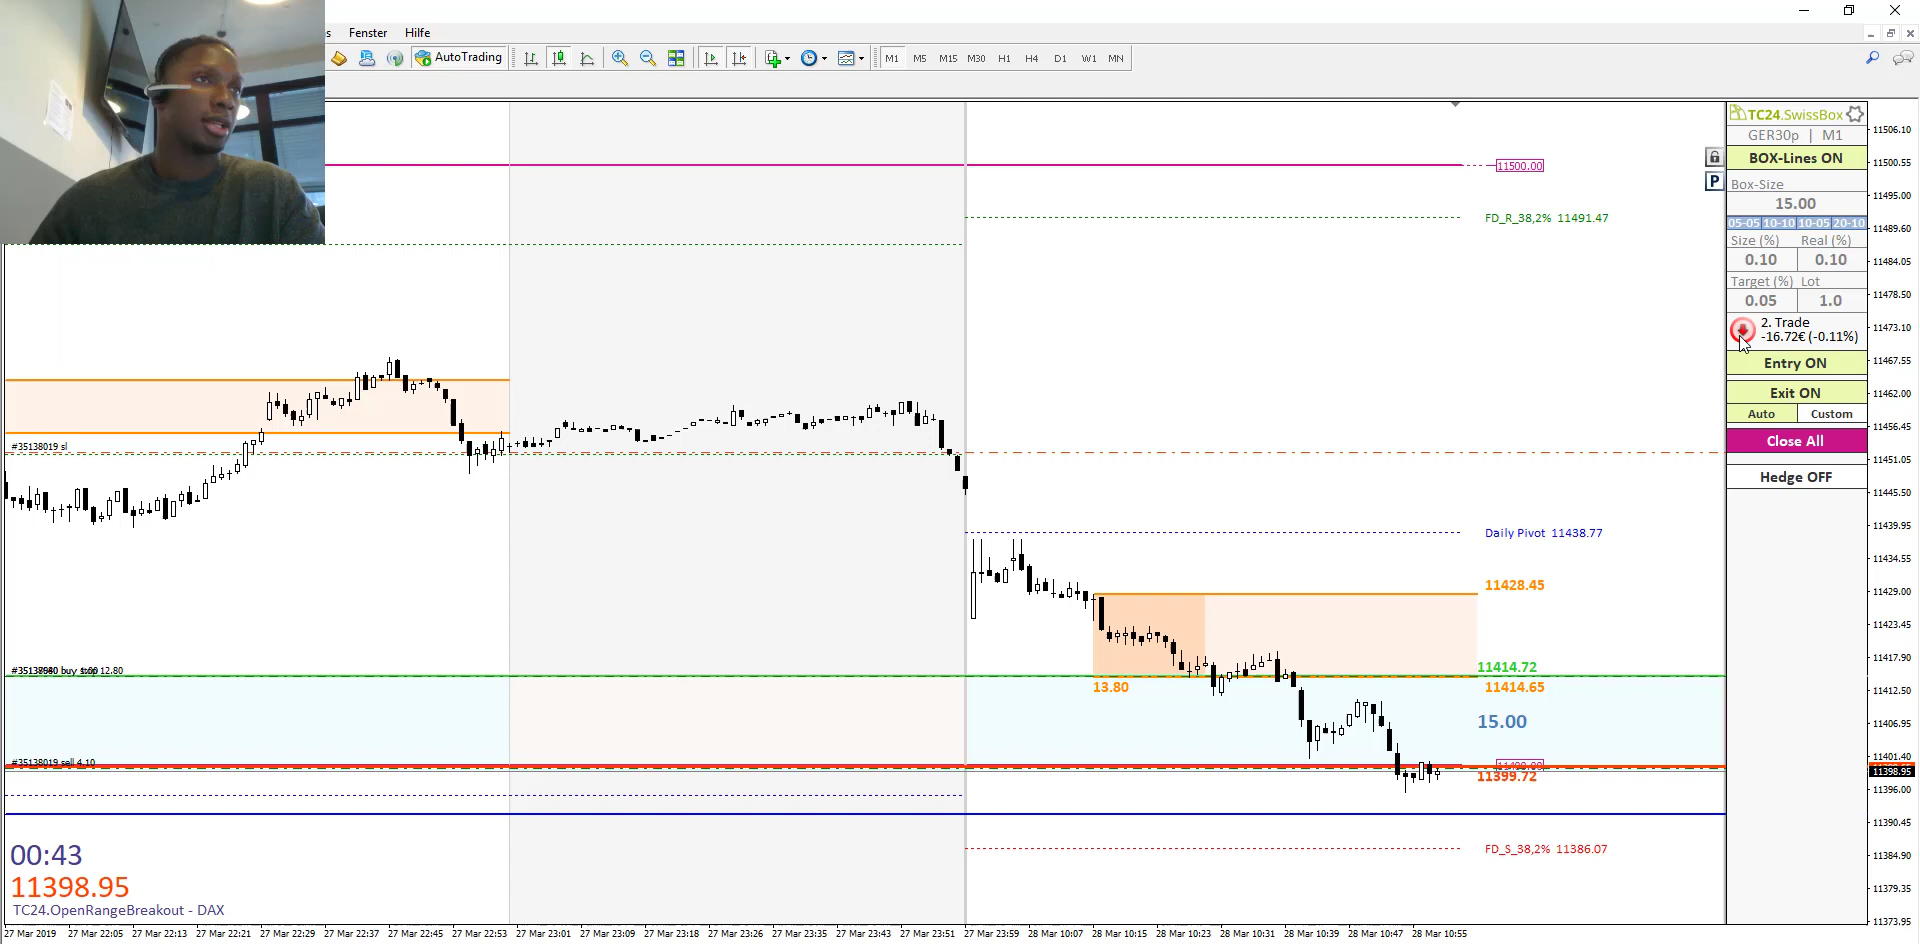 s Fenster Hilfe
AutoTrading M1 M5 M15 M30 H1 H4 D1 W1 MN
TC24.SwissBox
GER30p | M1
BOX-Lines ON
Box-Size
15.00
05-05 10-10 10-05 20-10
Size (%) Real (%)
0.10 0.10
Target (%) Lot
0.05 1.0
2. Trade
-16.72€ (-0.11%)
Entry ON
Exit ON
Auto Custom
Close All
Hedge OFF
P
11500.00
FD_R_38,2% 11491.47
#35138019 sl
Daily Pivot 11438.77
11428.45
buy 12.80
11414.72
13.80
11414.65
15.00
#35138019 sell 4.10
11399.72
FD_S_38,2% 11386.07
00:43
11398.95
TC24.OpenRangeBreakout - DAX
11506.10
11500.55
11495.00
11489.60
11484.05
11478.50
11473.10
11467.55
11462.00
11456.45
11451.05
11445.50
11439.95
11434.55
11429.00
11423.45
11417.90
11412.50
11406.95
11401.40
11398.95
11396.00
11390.45
11384.90
11379.35
11373.95
27 Mar 2019 27 Mar 22:05 27 Mar 22:13 27 Mar 22:21 27 Mar 22:29 27 Mar 22:37 27 Mar 22:45 27 Mar 22:53 27 Mar 23:01 27 Mar 23:09 27 Mar 23:18 27 Mar 23:26 27 Mar 23:35 27 Mar 23:43 27 Mar 23:51 27 Mar 23:59 28 Mar 10:07 28 Mar 10:15 28 Mar 10:23 28 Mar 10:31 28 Mar 10:39 28 Mar 10:47 28 Mar 10:55